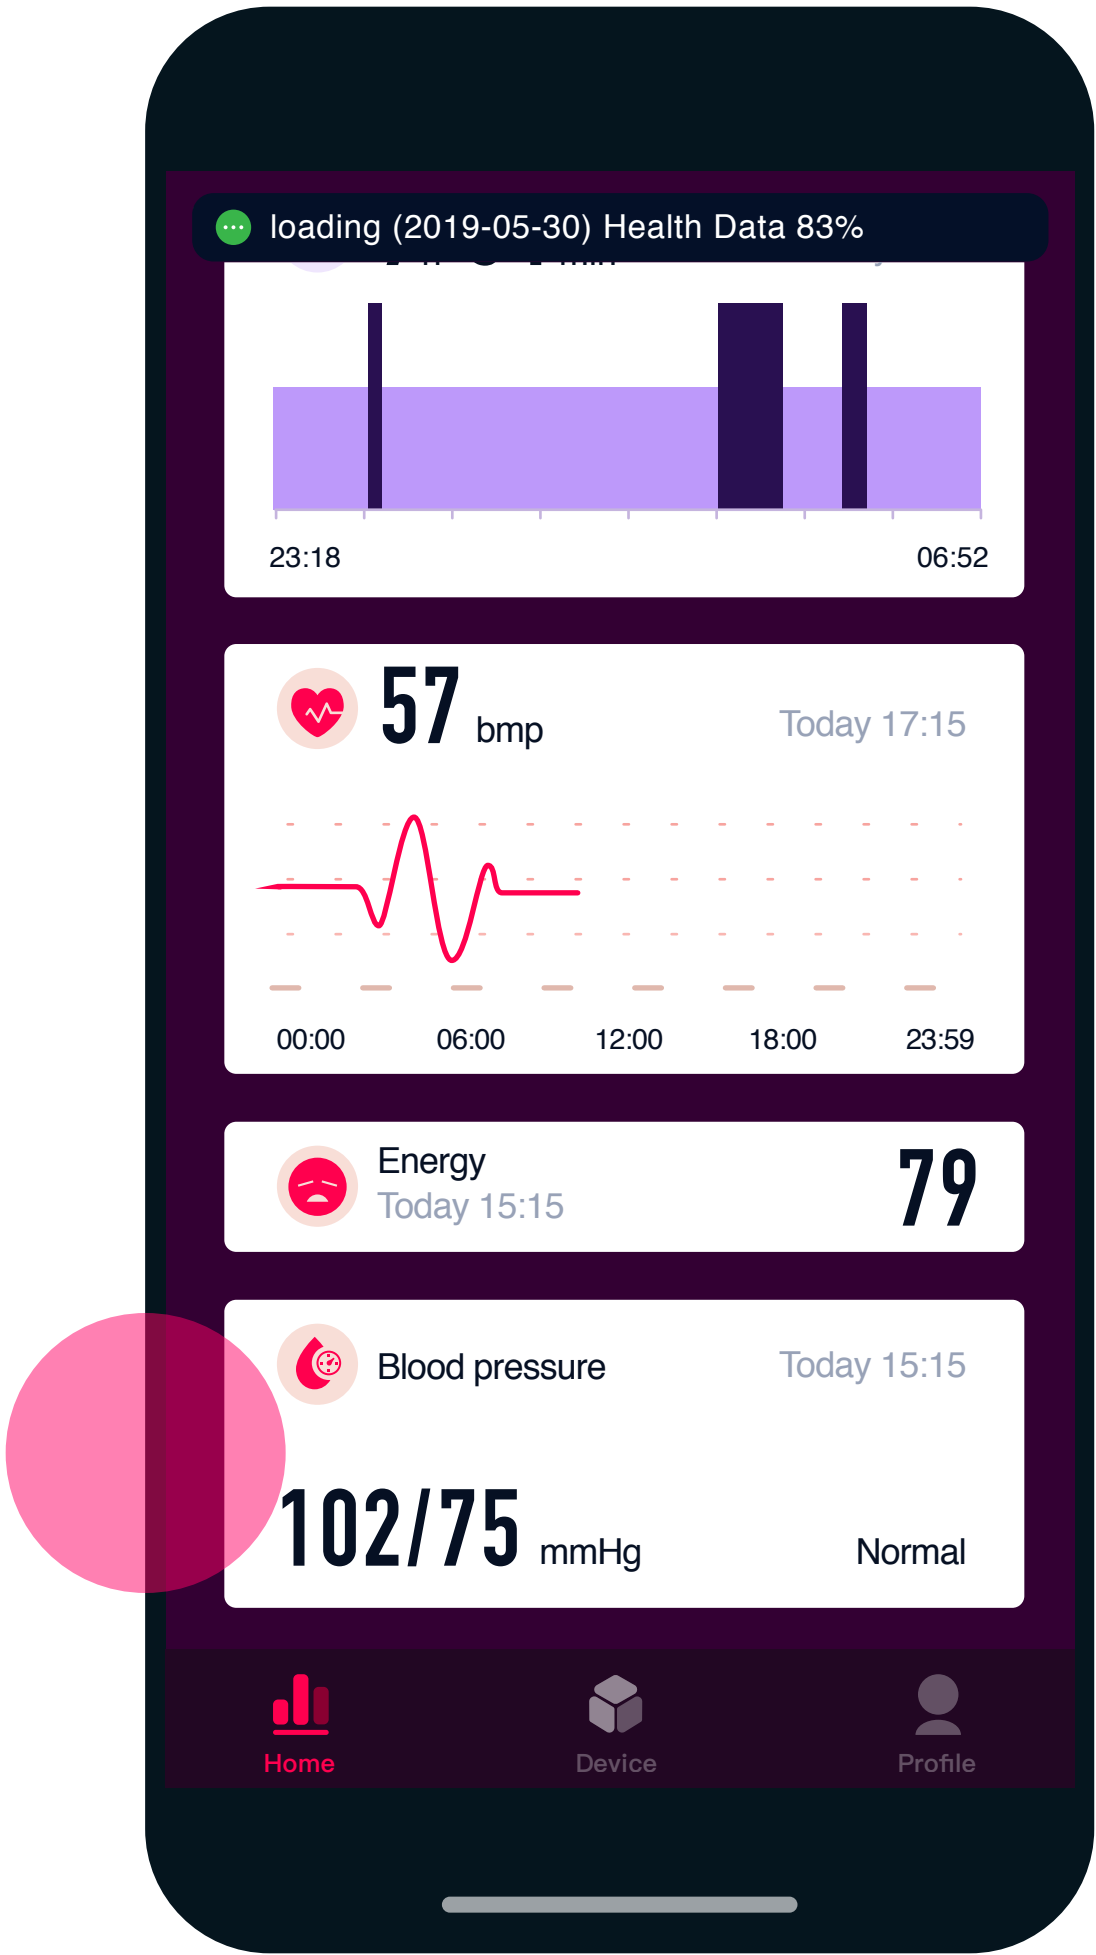 loading (2019-05-30) Health Data 83%
23:18 06:52
57 bmp Today 17:15
00:00 06:00 12:00 18:00 23:59
Energy
Today 15:15
79
Blood pressure Today 15:15
102/75 mmHg Normal
Home Device Profile